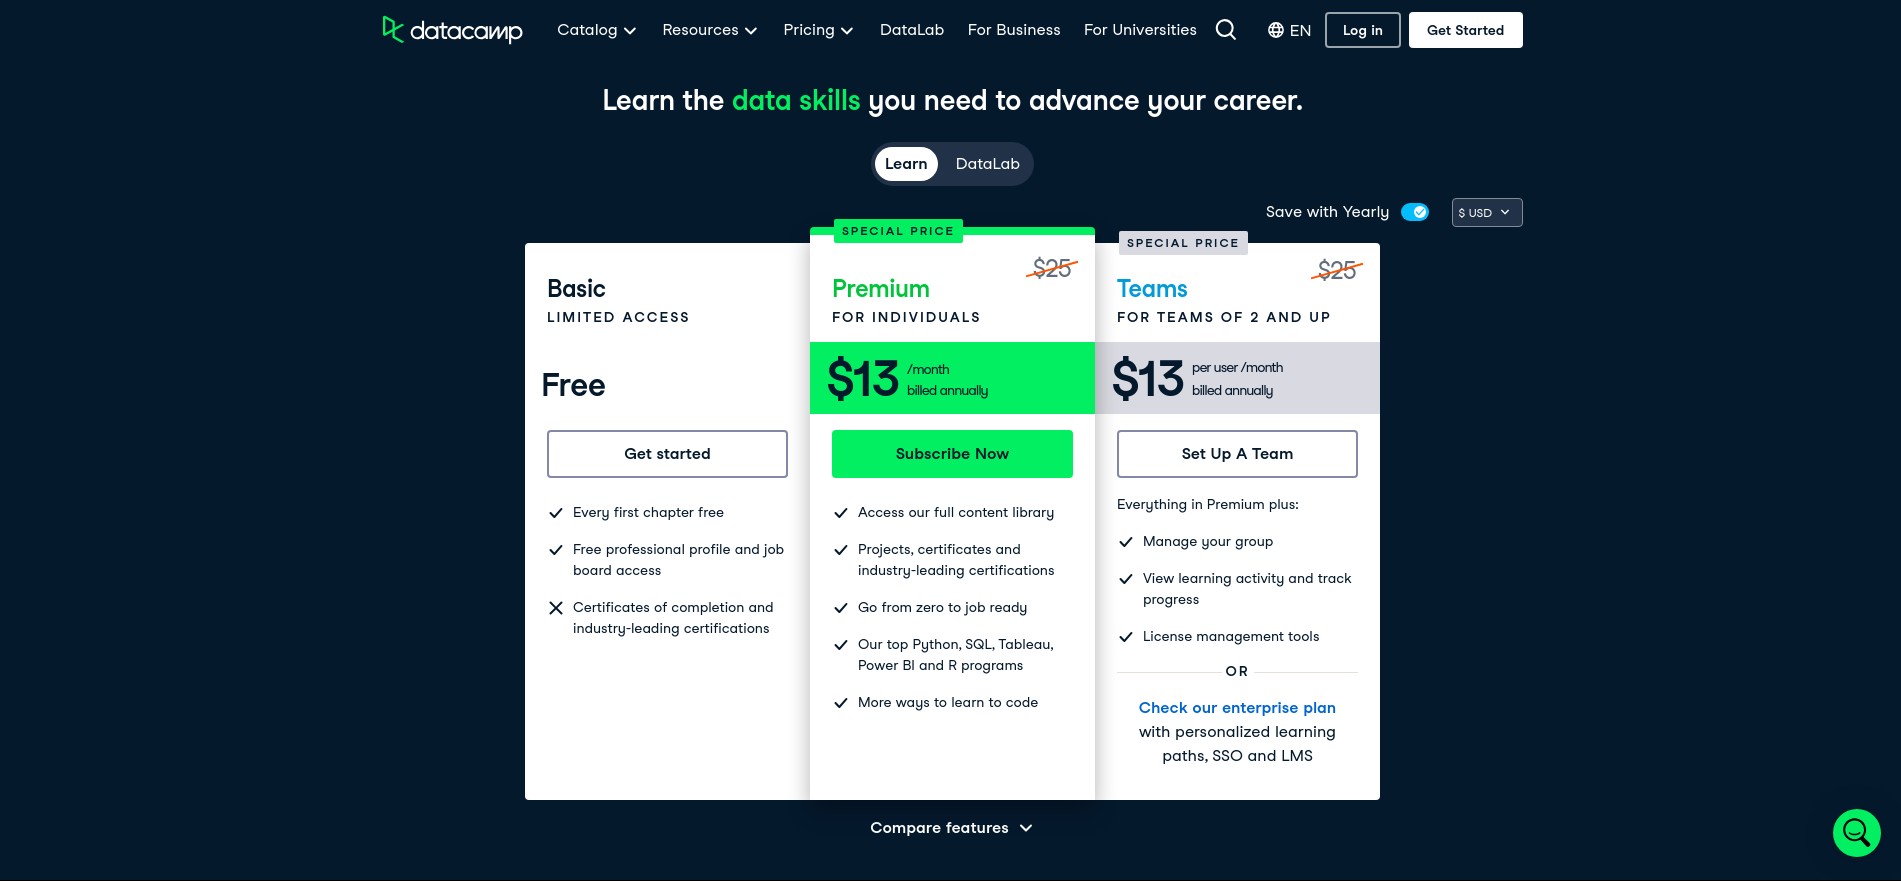 datacamp
Catalog
Resources
Pricing
DataLab
For Business
For Universities
EN
Log in
Get Started
Learn the data skills you need to advance your career.
Learn
DataLab
Save with Yearly
$ USD
Basic
LIMITED ACCESS
Free
Get started
Every first chapter free
Free professional profile and job
board access
Certificates of completion and
industry-leading certifications
SPECIAL PRICE
$25
Premium
FOR INDIVIDUALS
$13
/month
billed annually
Subscribe Now
Access our full content library
Projects, certificates and
industry-leading certifications
Go from zero to job ready
Our top Python, SQL, Tableau,
Power BI and R programs
More ways to learn to code
SPECIAL PRICE
$25
Teams
FOR TEAMS OF 2 AND UP
$13
per user /month
billed annually
Set Up A Team
Everything in Premium plus:
Manage your group
View learning activity and track
progress
License management tools
OR
Check our enterprise plan
with personalized learning
paths, SSO and LMS
Compare features